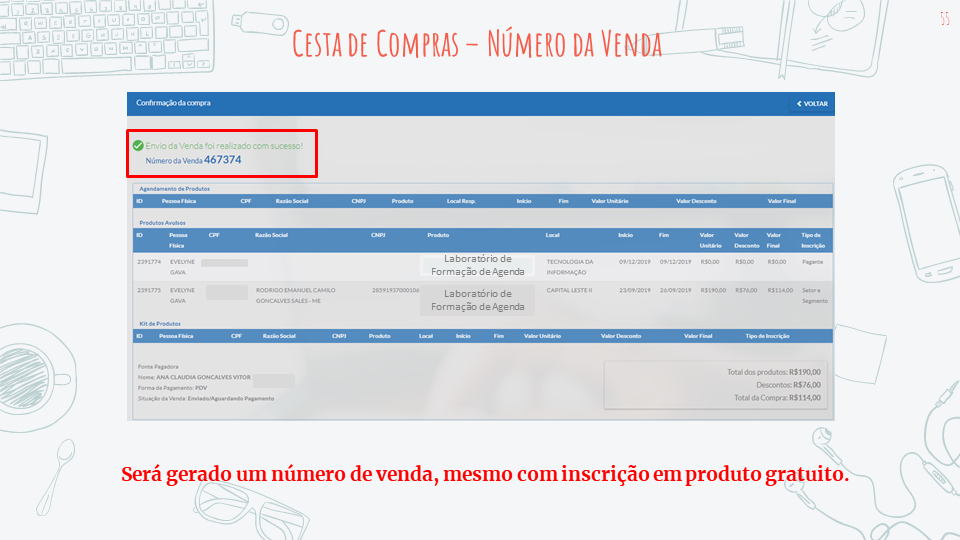 55
Cesta de Compras – Número da Venda
Confirmação da compra
VOLTAR
Envio da Venda foi realizado com sucesso!
Número da Venda 467374
Agendamento de Produtos
ID Pessoa Física CPF Razão Social CNPJ Produto Local Resp. Início Fim Valor Unitário Valor Desconto Valor Final
Produtos Avulsos
ID Pessoa CPF Razão Social CNPJ Produto Local Início Fim Valor Valor Valor Tipo de
Física Unitário Desconto Final Inscrição
2391774 EVELYNE Laboratório de TECNOLOGIA DA 09/12/2019 09/12/2019 R$0,00 R$0,00 R$0,00 Pagante
GAVA Formação de Agenda INFORMAÇÃO
2391775 EVELYNE RODRIGO EMANUEL CAMILO 28591937000106 Laboratório de CAPITAL LESTE II 23/09/2019 26/09/2019 R$190,00 R$76,00 R$114,00 Setor e
GAVA GONCALVES SALES - ME Formação de Agenda Segmento
Kit de Produtos
ID Pessoa Física CPF Razão Social CNPJ Produto Local Início Fim Valor Unitário Valor Desconto Valor Final Tipo de Inscrição
Fonte Pagadora
Nome: ANA CLAUDIA GONCALVES VITOR
Forma de Pagamento: PDV
Situação da Venda: Enviado/Aguardando Pagamento
Total dos produtos: R$190,00
Descontos: R$76,00
Total da Compra: R$114,00
Será gerado um número de venda, mesmo com inscrição em produto gratuito.